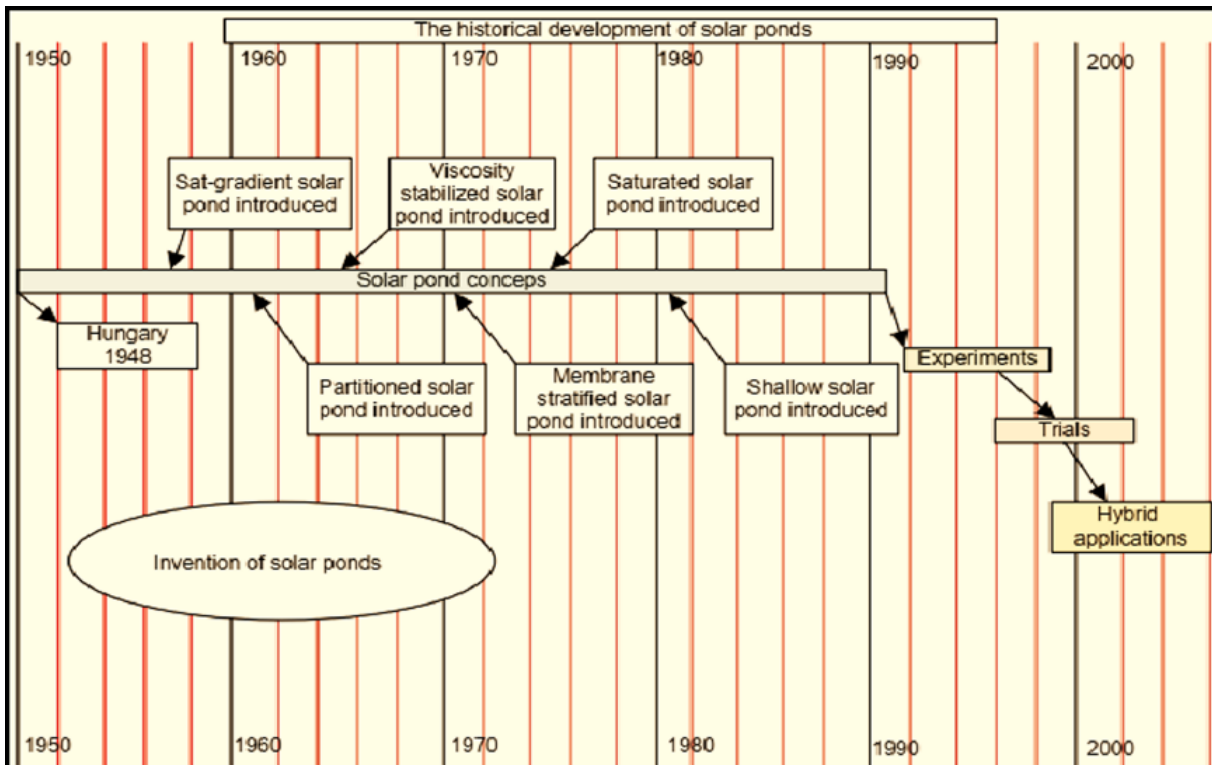 The historical development of solar ponds
1950
1960
1970
1980
1990
2000
Sat-gradient solar
pond introduced
Viscosity
stabilized solar
pond introduced
Saturated solar
pond introduced
Solar pond conceps
Hungary
1948
Experiments
Partitioned solar
pond introduced
Membrane
stratified solar
pond introduced
Shallow solar
pond introduced
Trials
Hybrid
applications
Invention of solar ponds
1950
1960
1970
1980
1990
2000